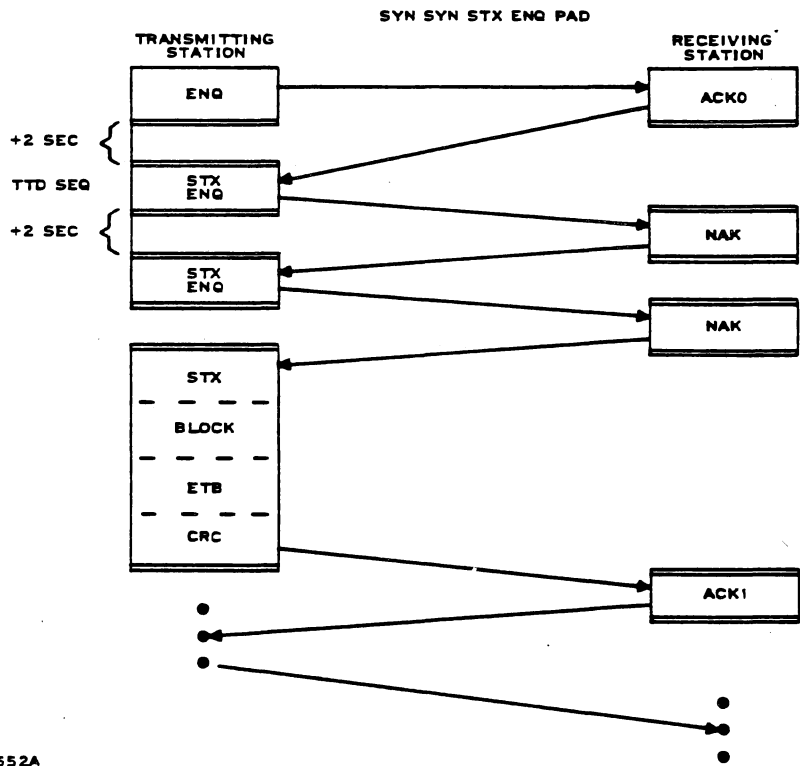 SYN SYN STX ENQ PAD
TRANSMITTING
STATION
RECEIVING
STATION
ENQ
ACK0
+2 SEC
TTD SEQ
STX
ENQ
+2 SEC
NAK
STX
ENQ
NAK
STX
BLOCK
ETB
CRC
ACK1
552A